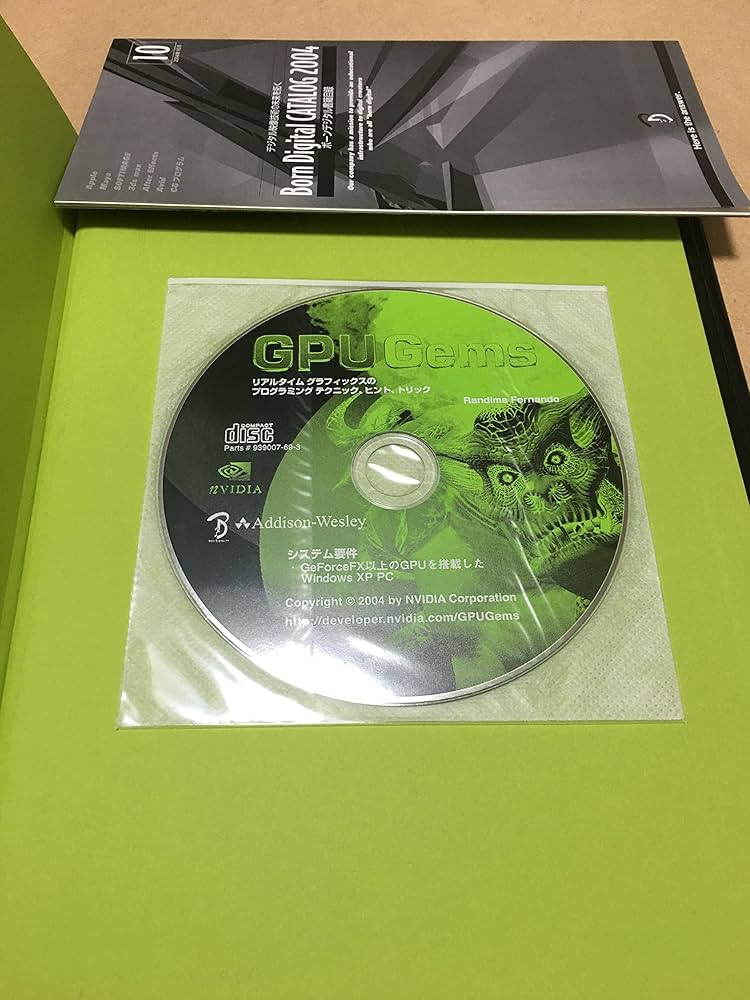 10
デジタル映像技術の未来を拓く
Born Digital CATALOG 2004
ボーンデジタル書籍目録
Our company has a mission to provide an educational
infrastructure to digital creators
who are all "born digital"
Apple
Maya
SOFTIMAGE
3ds max
After Effects
Avid
CGプログラム
Here is the answer.
GPU Gems
リアルタイム グラフィックスの
プログラミング テクニック、ヒント、トリック
Randima Fernando
COMPACT
disc
Parts # 939007-69-3
nVIDIA
Addison-Wesley
システム要件
・GeForceFX以上のGPUを搭載した
Windows XP PC
Copyright © 2004 by NVIDIA Corporation
http://developer.nvidia.com/GPUGems